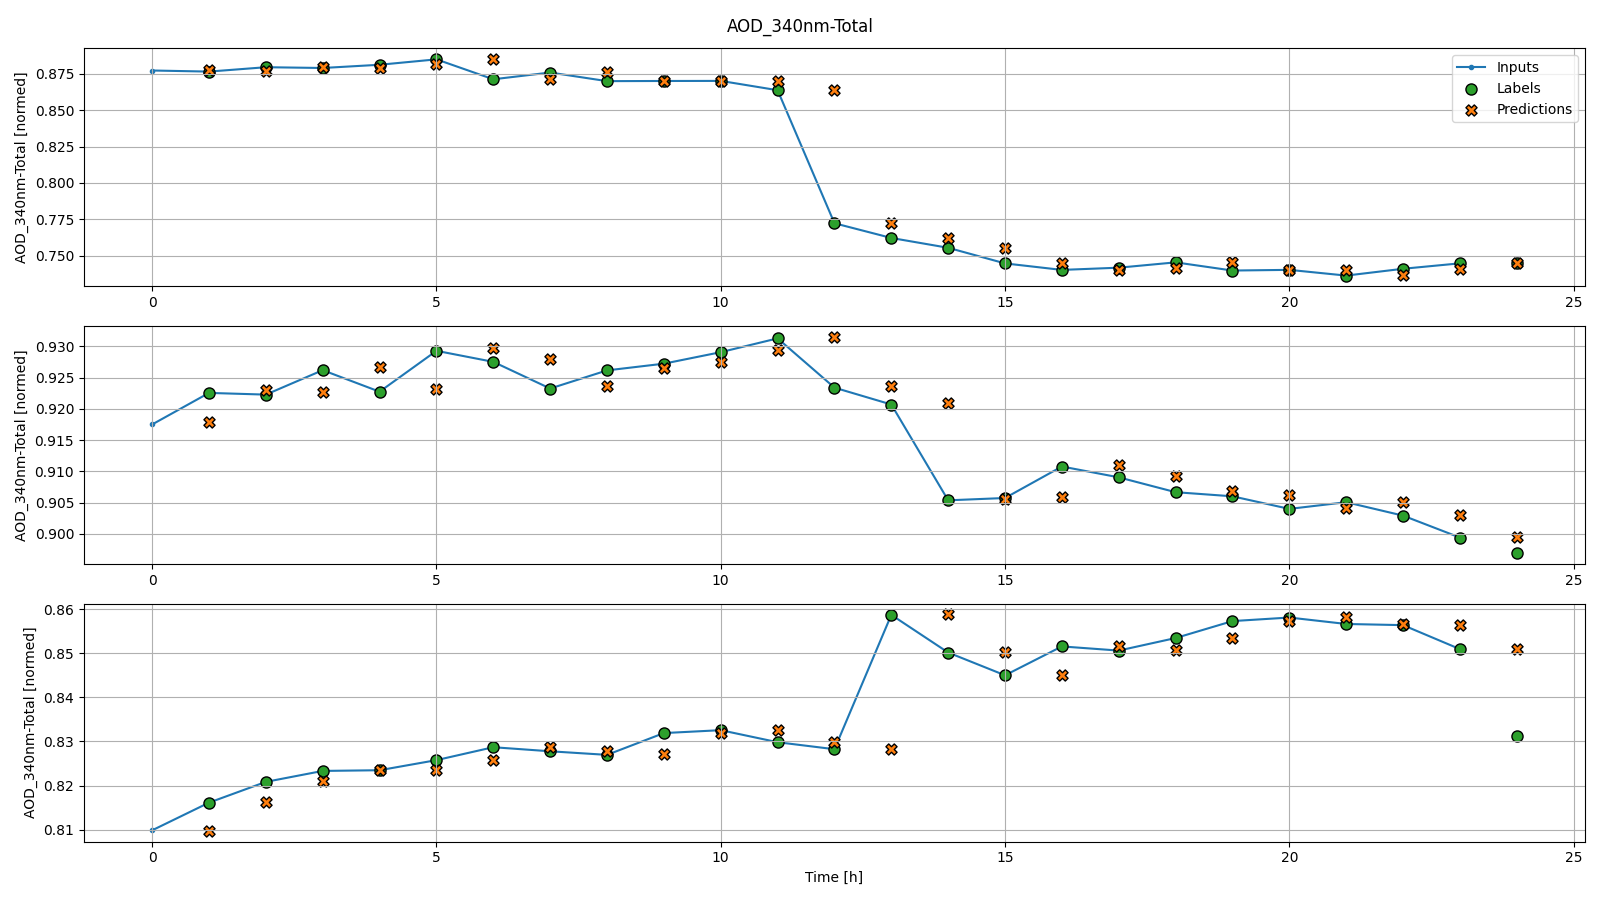 AOD_340nm-Total
Inputs
Labels
Predictions
AOD_340nm-Total [normed]
0.875
0.850
0.825
0.800
0.775
0.750
0 5 10 15 20 25
AOD_340nm-Total [normed]
0.930
0.925
0.920
0.915
0.910
0.905
0.900
0 5 10 15 20 25
AOD_340nm-Total [normed]
0.86
0.85
0.84
0.83
0.82
0.81
0 5 10 15 20 25
Time [h]